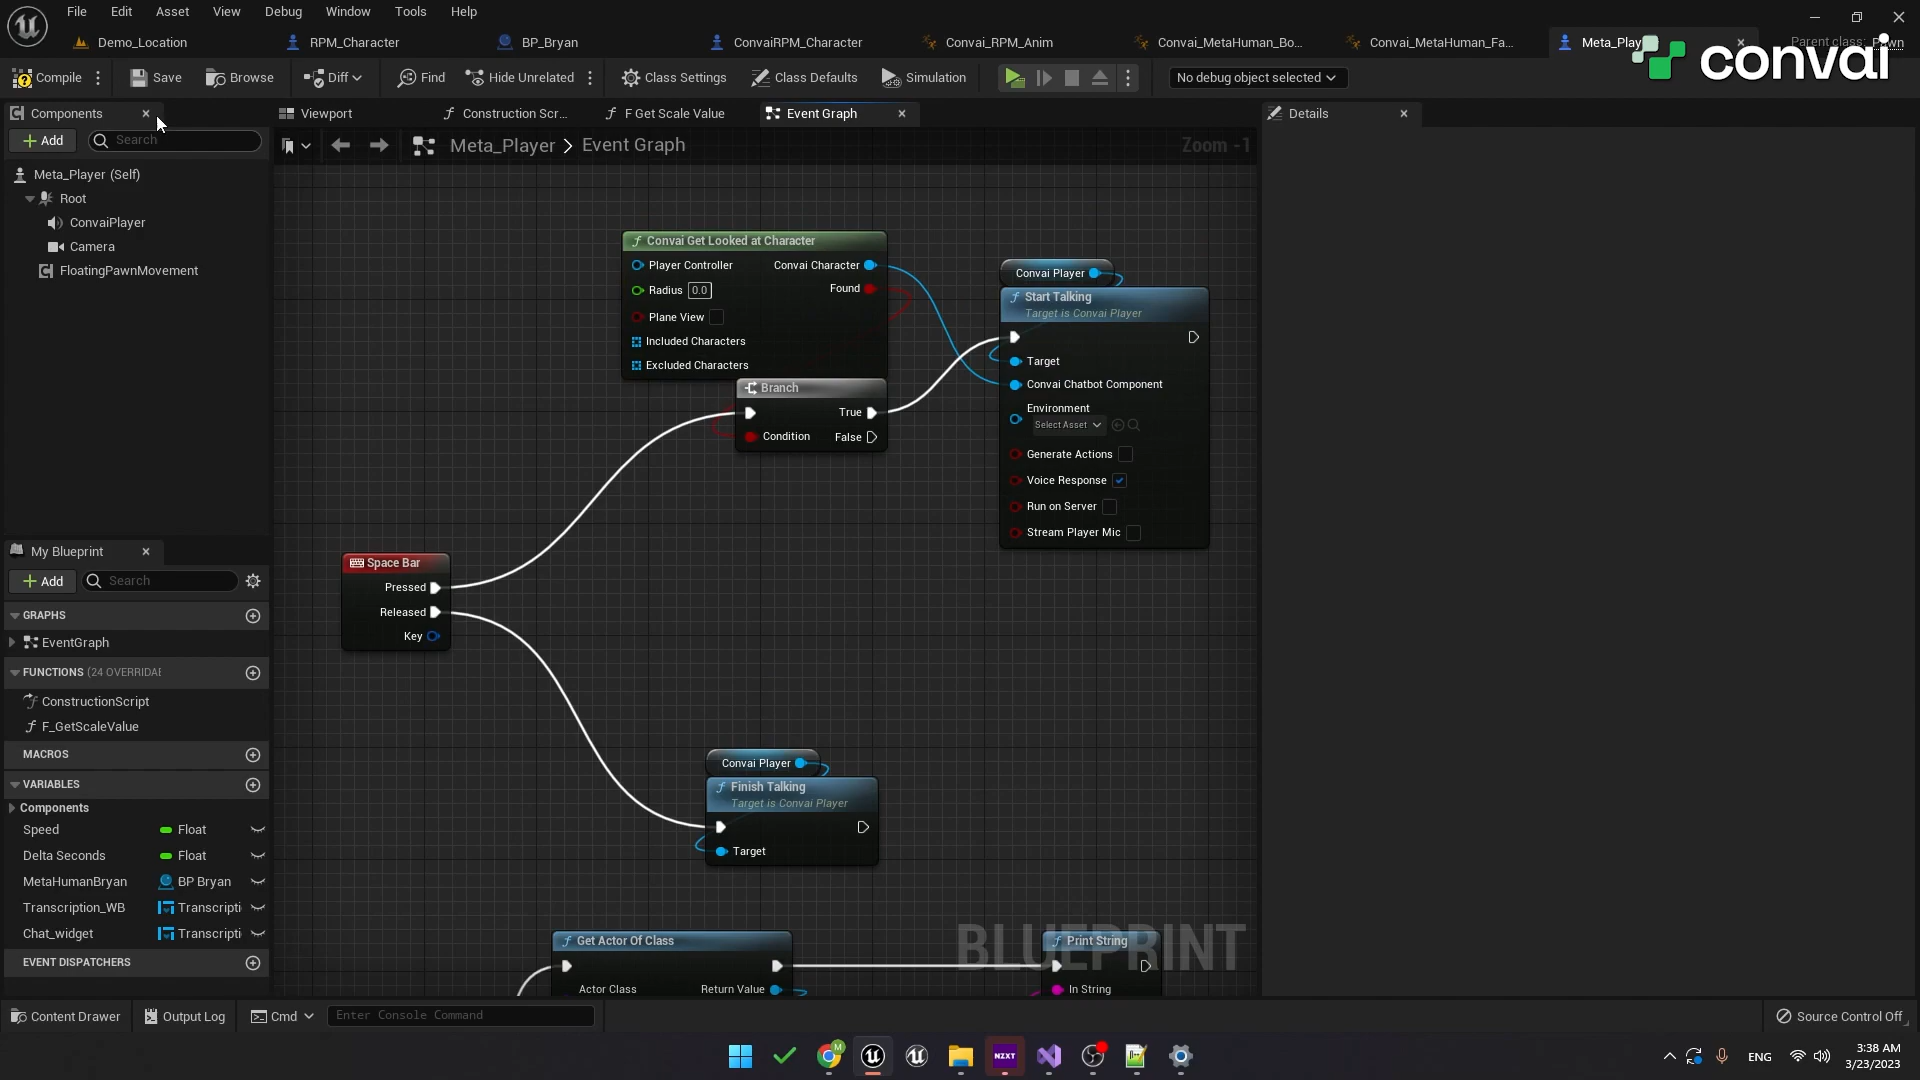 File Edit Asset View Debug Window Tools Help
Demo_Location RPM_Character BP_Bryan ConvaiRPM_Character Convai_RPM_Anim Convai_MetaHuman_Bo... Convai_MetaHuman_Fa... Meta_Play
Parent class: Pawn
convai
Compile Save Browse Diff Find Hide Unrelated Class Settings Class Defaults Simulation No debug object selected
Components Viewport Construction Scr... F Get Scale Value Event Graph Details
Add Search
Meta_Player > Event Graph
Zoom -1
Meta_Player (Self)
Root
ConvaiPlayer
Camera
FloatingPawnMovement
Convai Get Looked at Character
Player Controller Convai Character
Radius 0.0 Found
Plane View
Included Characters
Excluded Characters
Branch
True
Condition False
Convai Player
Start Talking
Target is Convai Player
Target
Convai Chatbot Component
Environment
Select Asset
Generate Actions
Voice Response
Run on Server
Stream Player Mic
Space Bar
Pressed
Released
Key
Convai Player
Finish Talking
Target is Convai Player
Target
Get Actor Of Class
Actor Class Return Value
Print String
In String
BLUEPRINT
My Blueprint
Add Search
GRAPHS
EventGraph
FUNCTIONS (24 OVERRIDAE
ConstructionScript
F_GetScaleValue
MACROS
VARIABLES
Components
Speed Float
Delta Seconds Float
MetaHumanBryan BP Bryan
Transcription_WB Transcripti
Chat_widget Transcripti
EVENT DISPATCHERS
Content Drawer Output Log Cmd Enter Console Command Source Control Off
M
NZXT
ENG
3:38 AM
3/23/2023